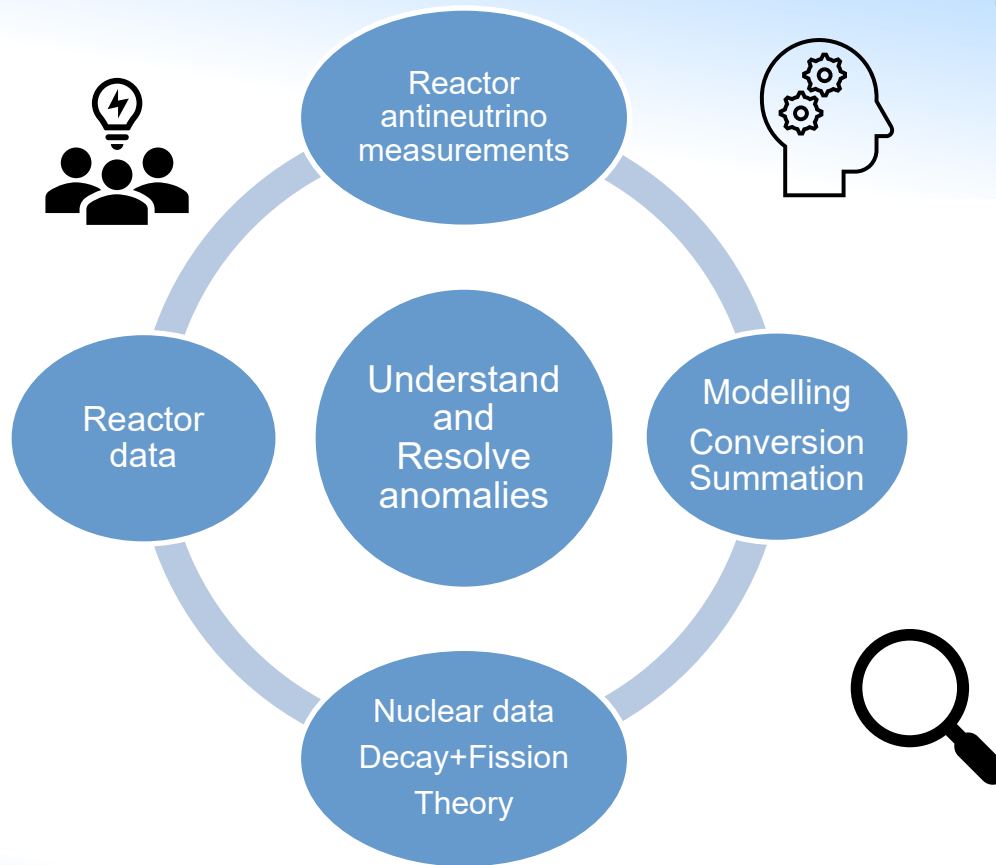 Reactor
antineutrino
measurements
Reactor
data
Understand
and
Resolve
anomalies
Modelling
Conversion
Summation
Nuclear data
Decay+Fission
Theory